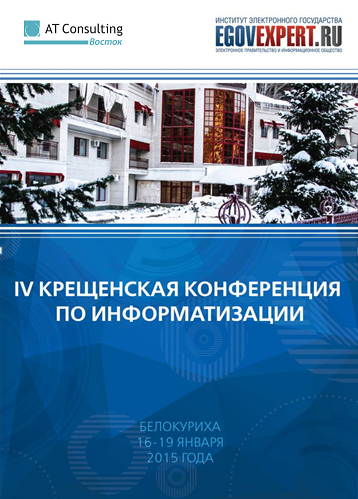 AT Consulting
Восток
ИНСТИТУТ ЭЛЕКТРОННОГО ГОСУДАРСТВА
EGOVEXPERT.RU
ЭЛЕКТРОННОЕ ПРАВИТЕЛЬСТВО И ИНФОРМАЦИОННОЕ ОБЩЕСТВО
IV КРЕЩЕНСКАЯ КОНФЕРЕНЦИЯ
ПО ИНФОРМАТИЗАЦИИ
БЕЛОКУРИХА
16-19 ЯНВАРЯ
2015 ГОДА